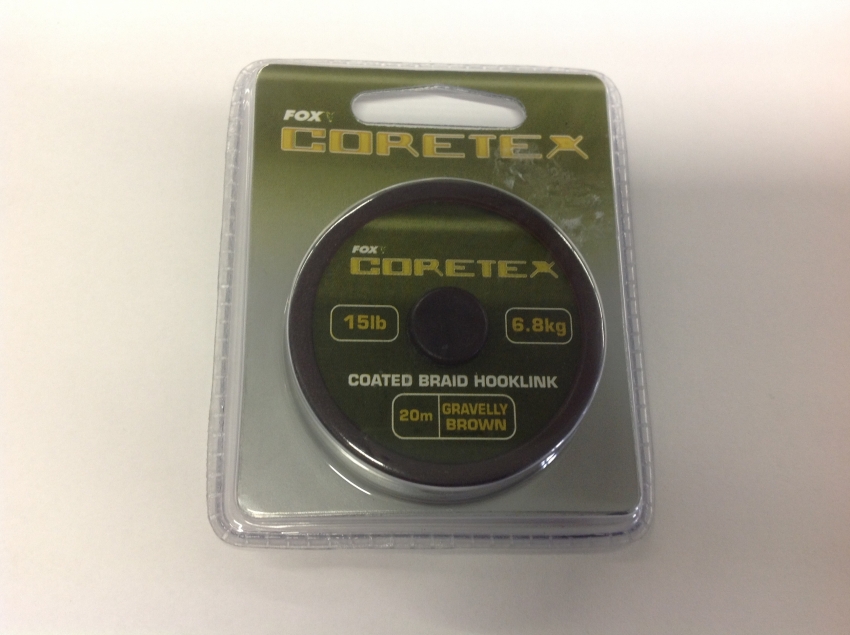 FOX
CORETEX
FOX
CORETEX
15lb
6.8kg
COATED BRAID HOOKLINK
20m
GRAVELLY
BROWN